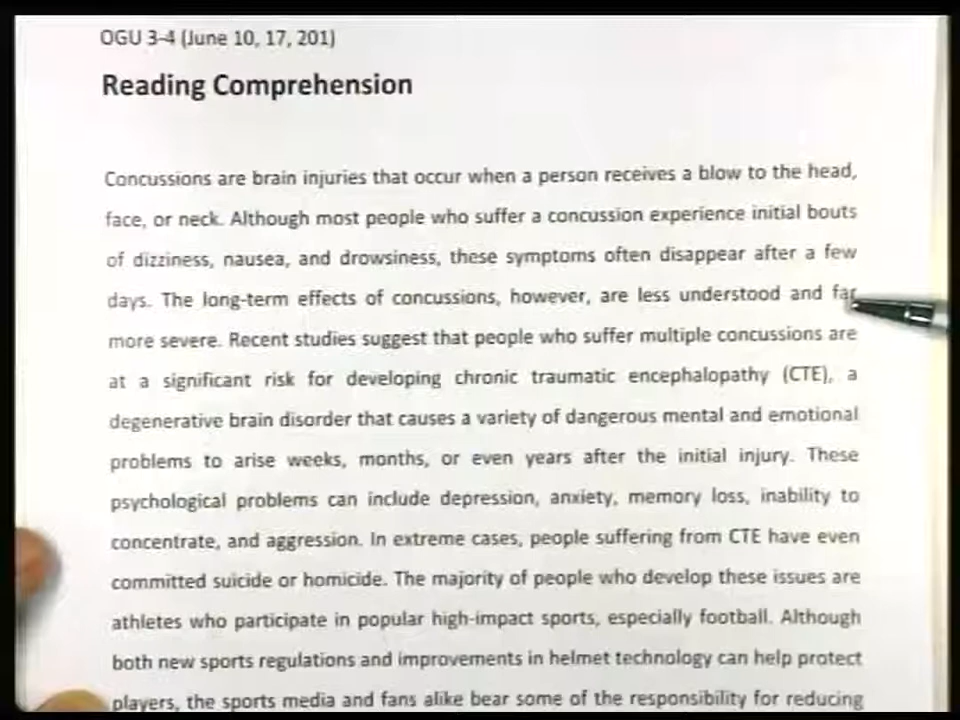 OGU 3-4 (June 10, 17, 201)
Reading Comprehension
Concussions are brain injuries that occur when a person receives a blow to the head,
face, or neck. Although most people who suffer a concussion experience initial bouts
of dizziness, nausea, and drowsiness, these symptoms often disappear after a few
days. The long-term effects of concussions, however, are less understood and far
more severe. Recent studies suggest that people who suffer multiple concussions are
at a significant risk for developing chronic traumatic encephalopathy (CTE), a
degenerative brain disorder that causes a variety of dangerous mental and emotional
problems to arise weeks, months, or even years after the initial injury. These
psychological problems can include depression, anxiety, memory loss, inability to
concentrate, and aggression. In extreme cases, people suffering from CTE have even
committed suicide or homicide. The majority of people who develop these issues are
athletes who participate in popular high-impact sports, especially football. Although
both new sports regulations and improvements in helmet technology can help protect
players, the sports media and fans alike bear some of the responsibility for reducing